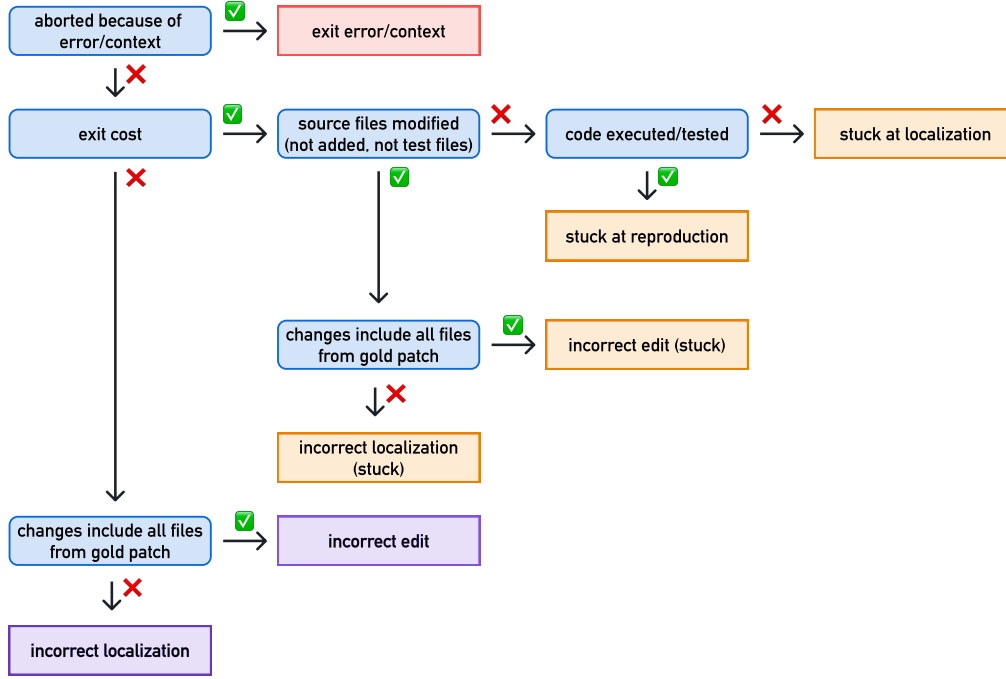 aborted because of
error/context
exit error/context
exit cost
source files modified
(not added, not test files)
code executed/tested
stuck at localization
stuck at reproduction
changes include all files
from gold patch
incorrect edit (stuck)
incorrect localization
(stuck)
changes include all files
from gold patch
incorrect edit
incorrect localization